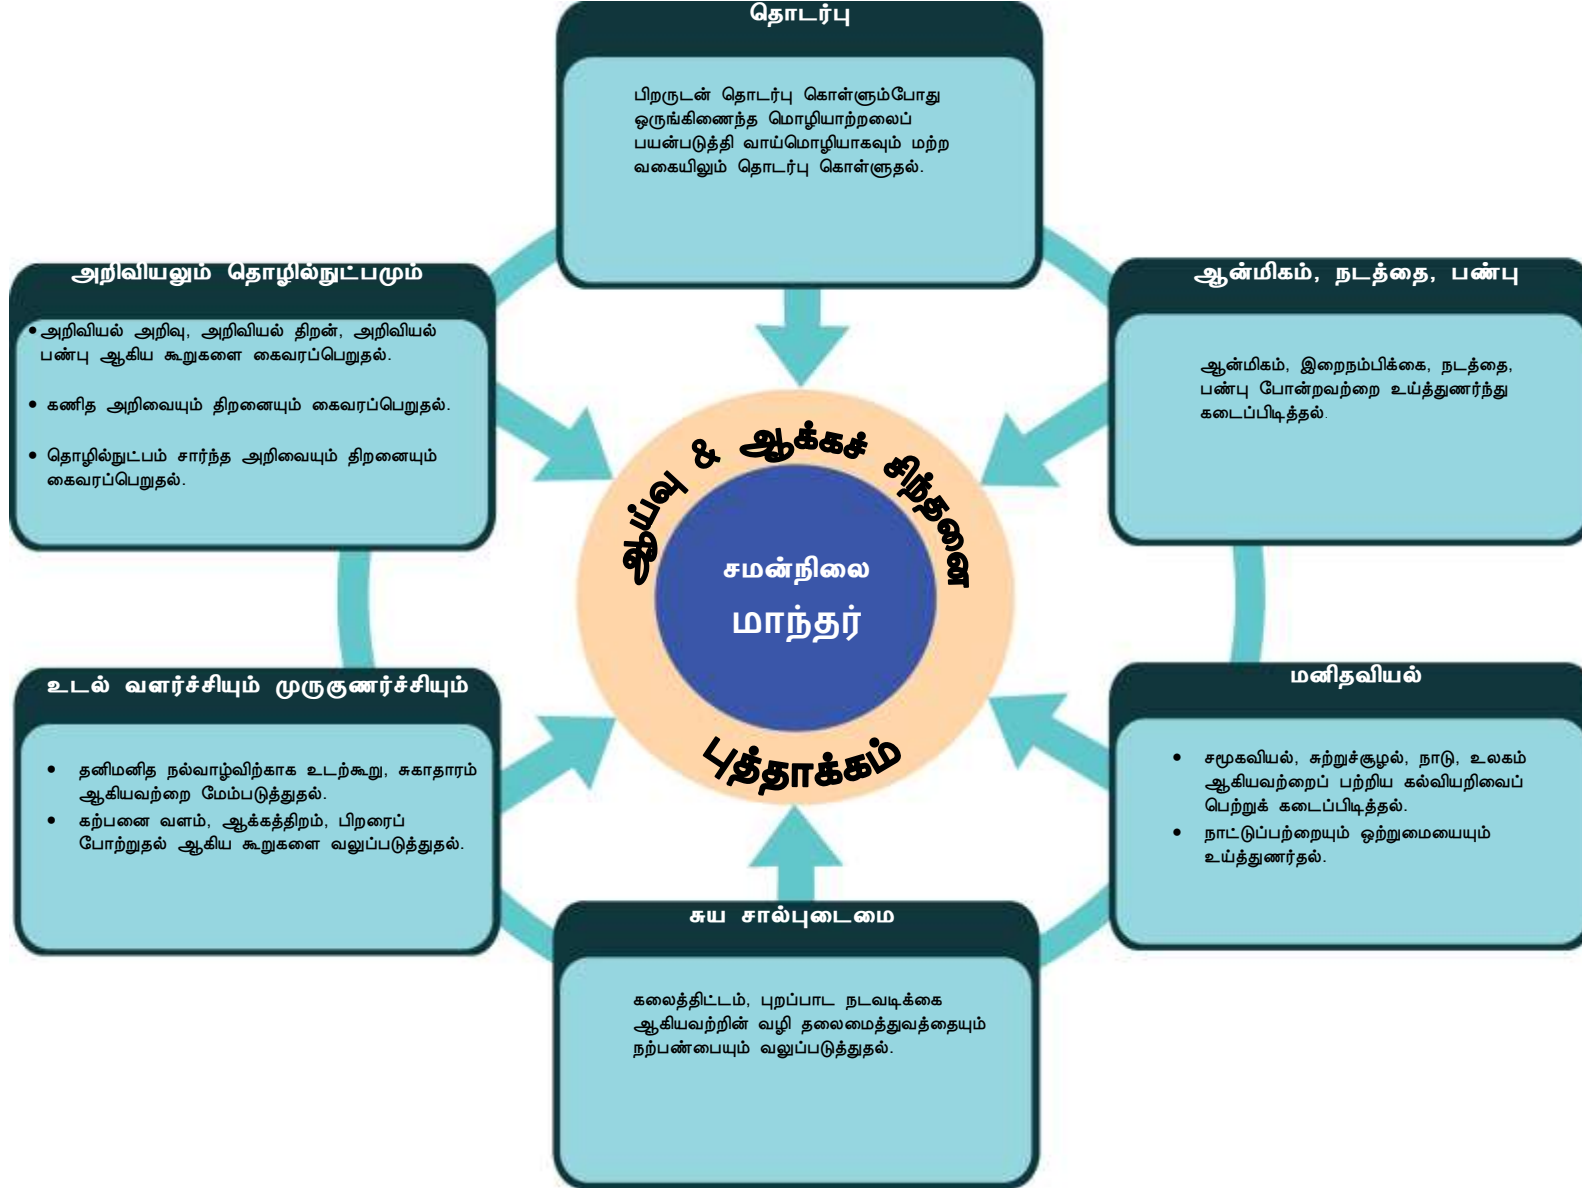 தொடர்பு
பிறருடன் தொடர்பு கொள்ளும்போது
ஒருங்கிணைந்த மொழியாற்றலைப்
பயன்படுத்தி வாய்மொழியாகவும் மற்ற
வகையிலும் தொடர்பு கொள்ளுதல்.
அறிவியலும் தொழில்நுட்பமும்
• அறிவியல் அறிவு, அறிவியல் திறன், அறிவியல்
பண்பு ஆகிய கூறுகளை கைவரப்பெறுதல்.
• கணித அறிவையும் திறனையும் கைவரப்பெறுதல்.
• தொழில்நுட்பம் சார்ந்த அறிவையும் திறனையும்
கைவரப்பெறுதல்.
ஆன்மிகம், நடத்தை, பண்பு
ஆன்மிகம், இறைநம்பிக்கை, நடத்தை,
பண்பு போன்றவற்றை உய்த்துணர்ந்து
கடைப்பிடித்தல்.
ஆய்வு & ஆக்கச் சிந்தனை
சமன்நிலை
மாந்தர்
புத்தாக்கம்
உடல் வளர்ச்சியும் முருகுணர்ச்சியும்
• தனிமனித நல்வாழ்விற்காக உடற்கூறு, சுகாதாரம்
ஆகியவற்றை மேம்படுத்துதல்.
• கற்பனை வளம், ஆக்கத்திறம், பிறரைப்
போற்றுதல் ஆகிய கூறுகளை வலுப்படுத்துதல்.
மனிதவியல்
• சமூகவியல், சுற்றுச்சூழல், நாடு, உலகம்
ஆகியவற்றைப் பற்றிய கல்வியறிவைப்
பெற்றுக் கடைப்பிடித்தல்.
• நாட்டுப்பற்றையும் ஒற்றுமையையும்
உய்த்துணர்தல்.
சுய சால்புடைமை
கலைத்திட்டம், புறப்பாட நடவடிக்கை
ஆகியவற்றின் வழி தலைமைத்துவத்தையும்
நற்பண்பையும் வலுப்படுத்துதல்.